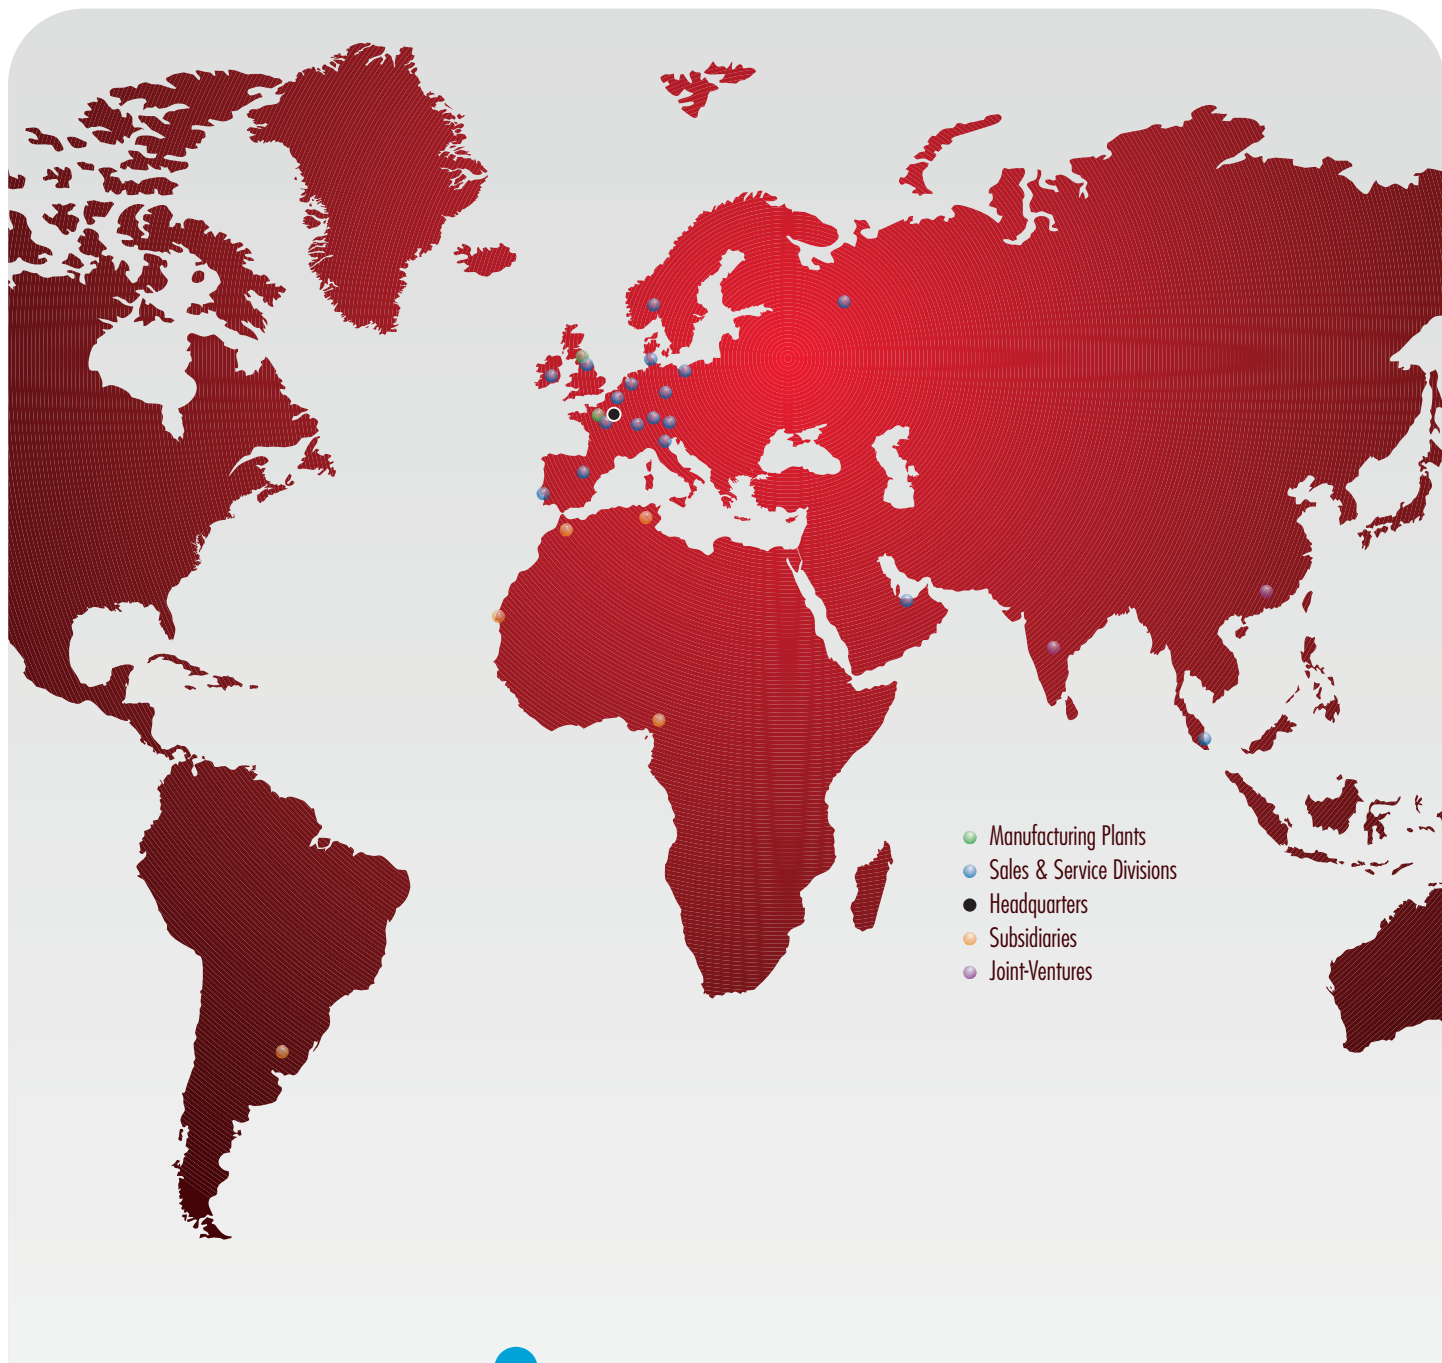 Manufacturing Plants
Sales & Service Divisions
Headquarters
Subsidiaries
Joint-Ventures